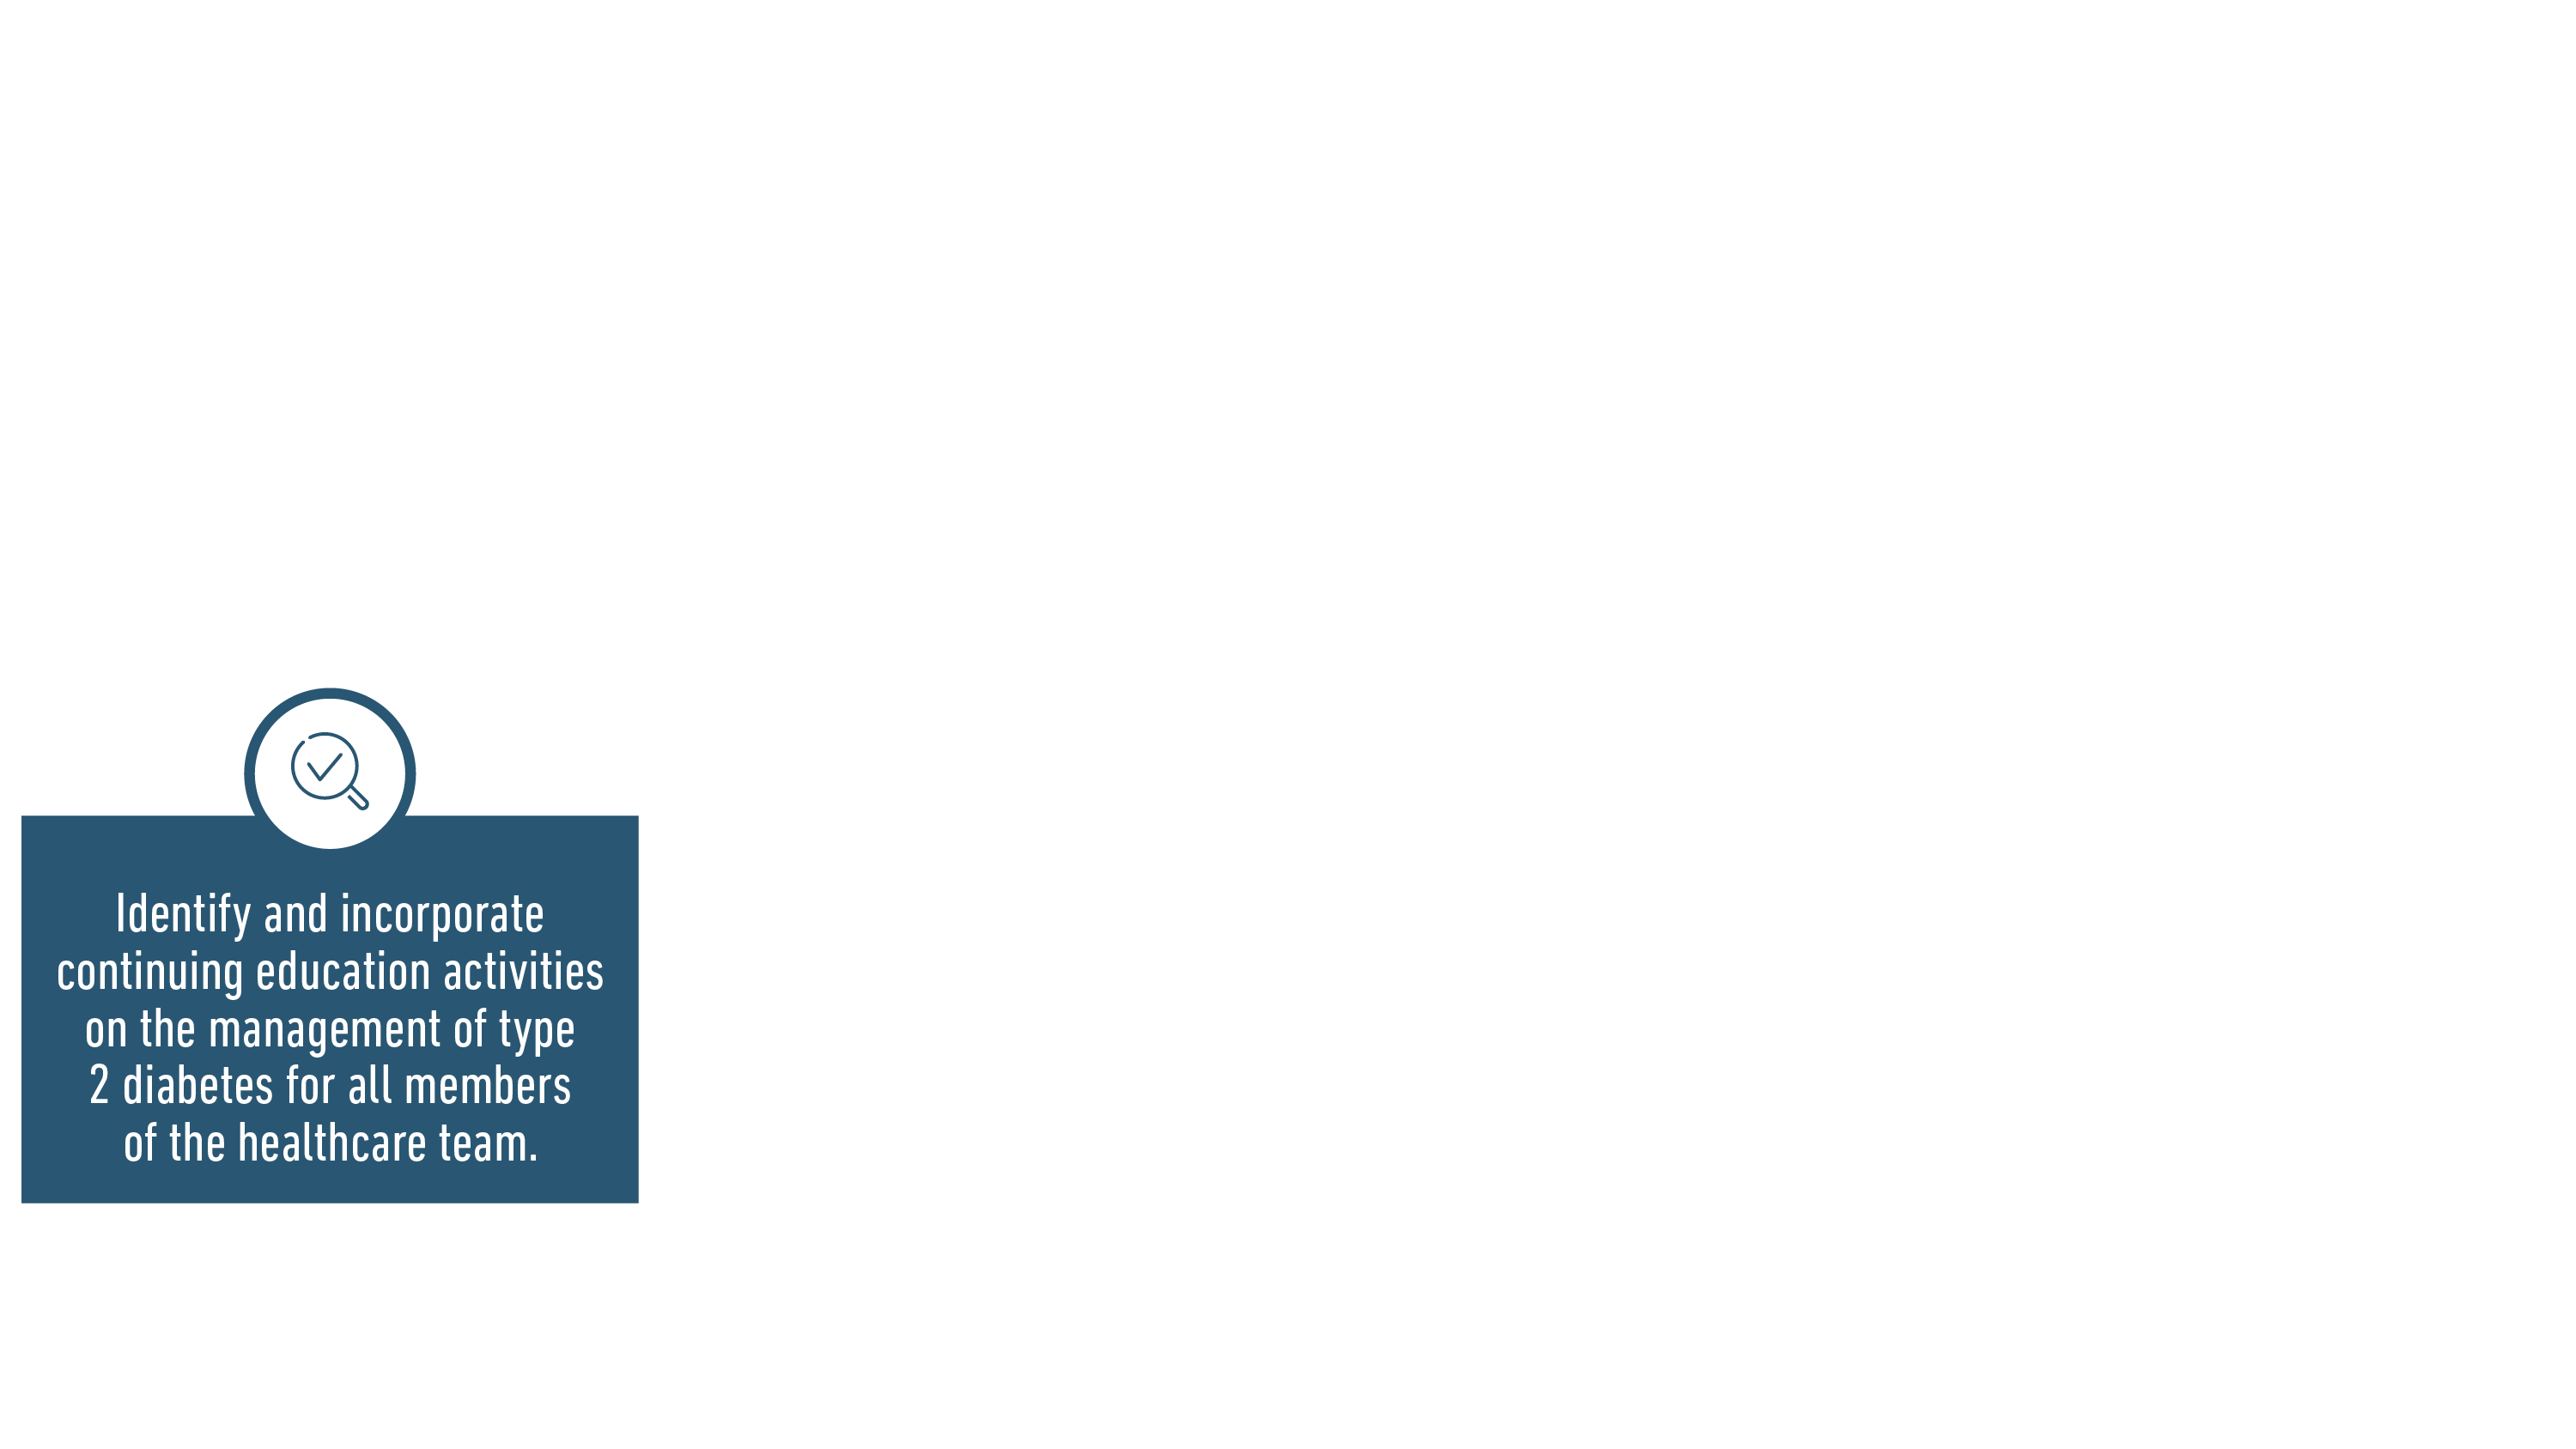 Identify and incorporate
continuing education activities
on the management of type
2 diabetes for all members
of the healthcare team.